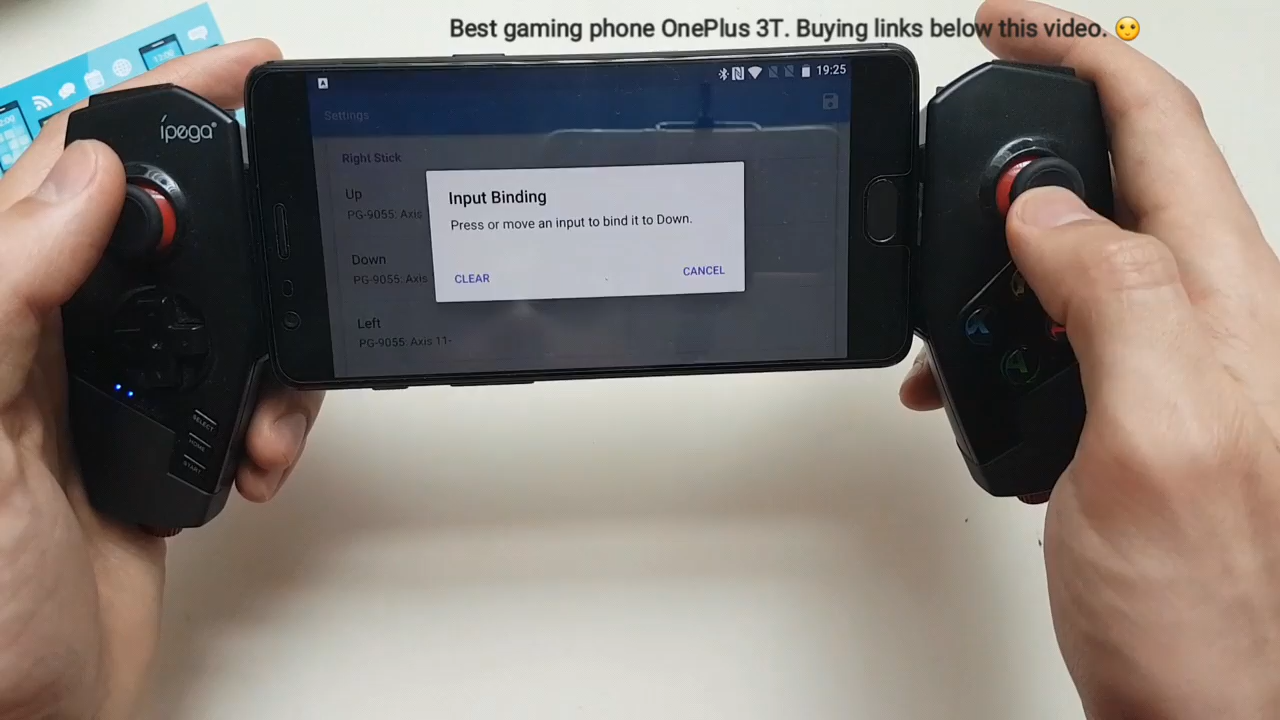 Best gaming phone OnePlus 3T. Buying links below this video. 😶
ípega®
19:25
Settings
Right Stick
Up
PG-9055: Axis
Down
PG-9055: Axis
Left
PG-9055: Axis 11-
Input Binding
Press or move an input to bind it to Down.
CLEAR
CANCEL
SELECT
HOME
START
X
A